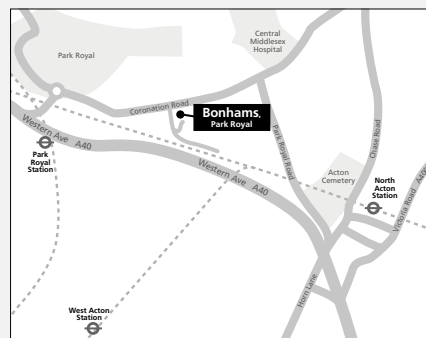 Park Royal
Central
Middlesex
Hospital
Coronation Road
Bonhams,
Park Royal
Western Ave A40
Park
Royal
Station
Western Ave A40
Park Royal Road
Chase Road
Acton
Cemetery
North
Acton
Station
Victoria Road
Horn Lane
West Acton
Station